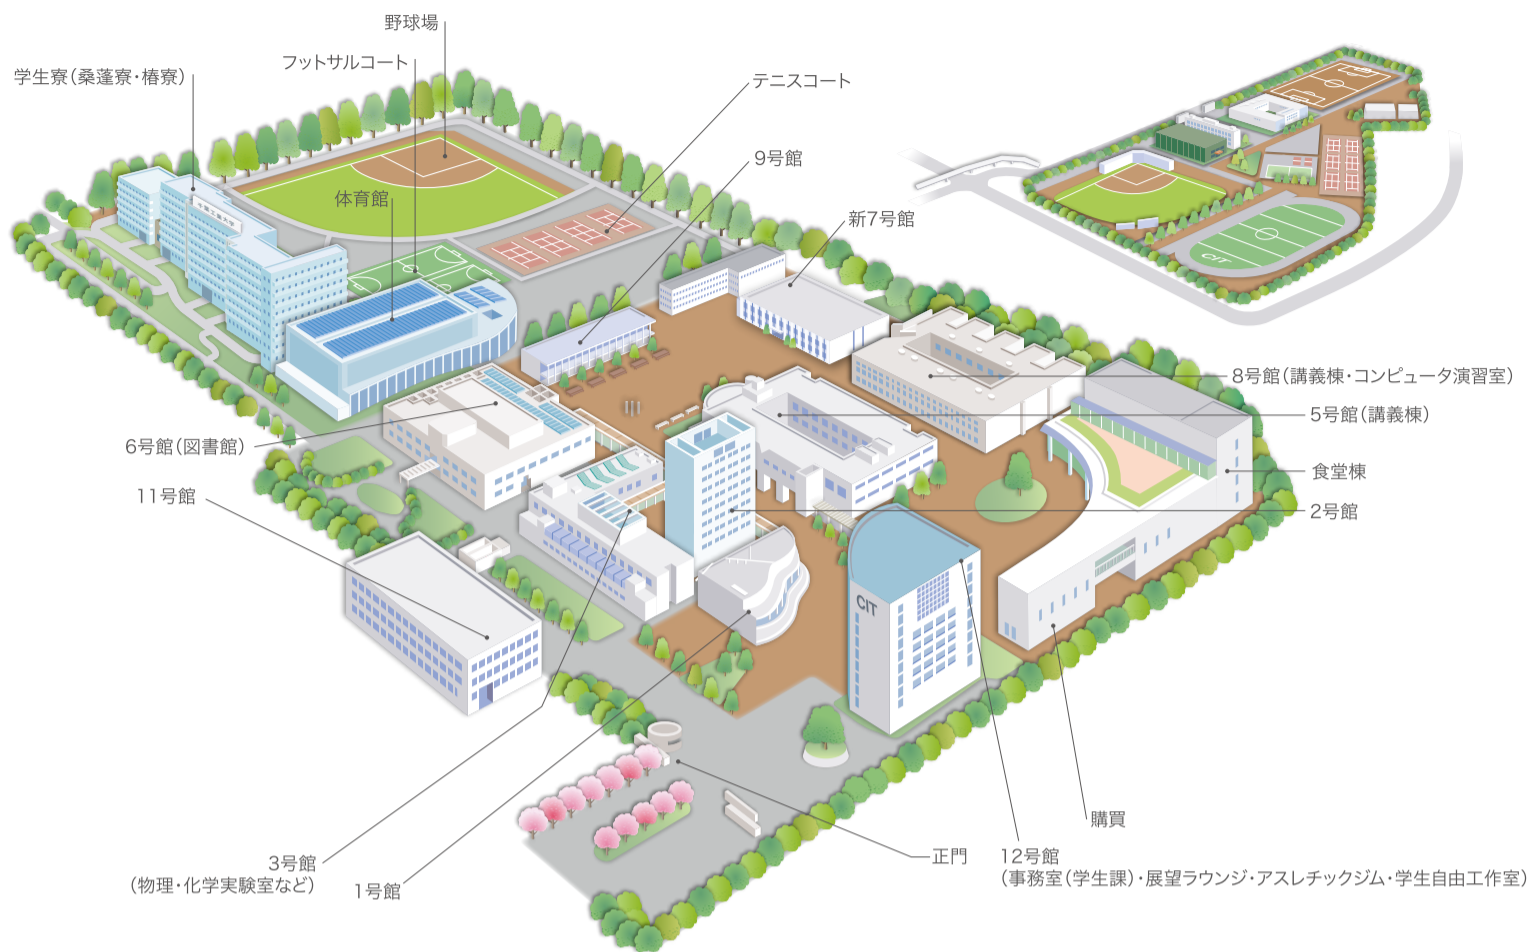 野球場
フットサルコート
学生寮(桑蓬寮・椿寮)
テニスコート
9号館
体育館
千葉工業大学
新7号館
8号館(講義棟・コンピュータ演習室)
5号館(講義棟)
6号館(図書館)
食堂棟
11号館
2号館
CIT
CIT
購買
正門
12号館
(事務室(学生課)・展望ラウンジ・アスレチックジム・学生自由工作室)
3号館
(物理・化学実験室など)
1号館